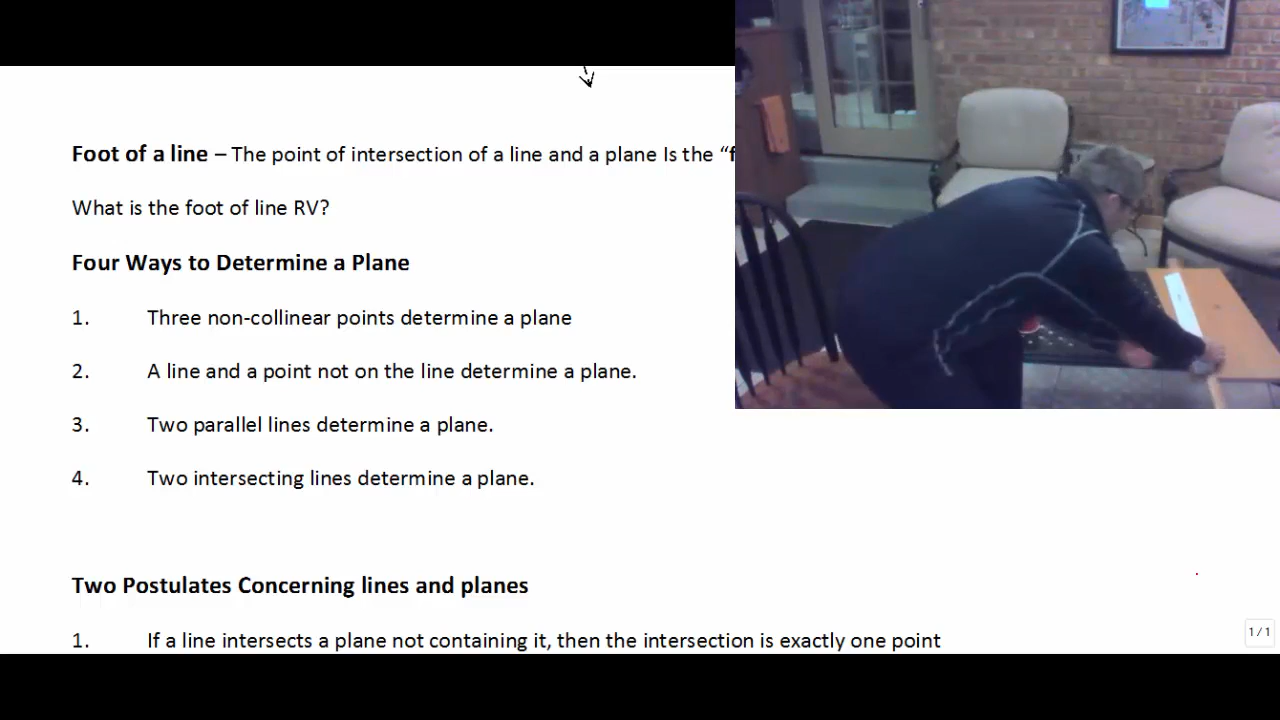 Foot of a line – The point of intersection of a line and a plane Is the “f
What is the foot of line RV?
Four Ways to Determine a Plane
1. Three non-collinear points determine a plane
2. A line and a point not on the line determine a plane.
3. Two parallel lines determine a plane.
4. Two intersecting lines determine a plane.
Two Postulates Concerning lines and planes
1. If a line intersects a plane not containing it, then the intersection is exactly one point
1 / 1